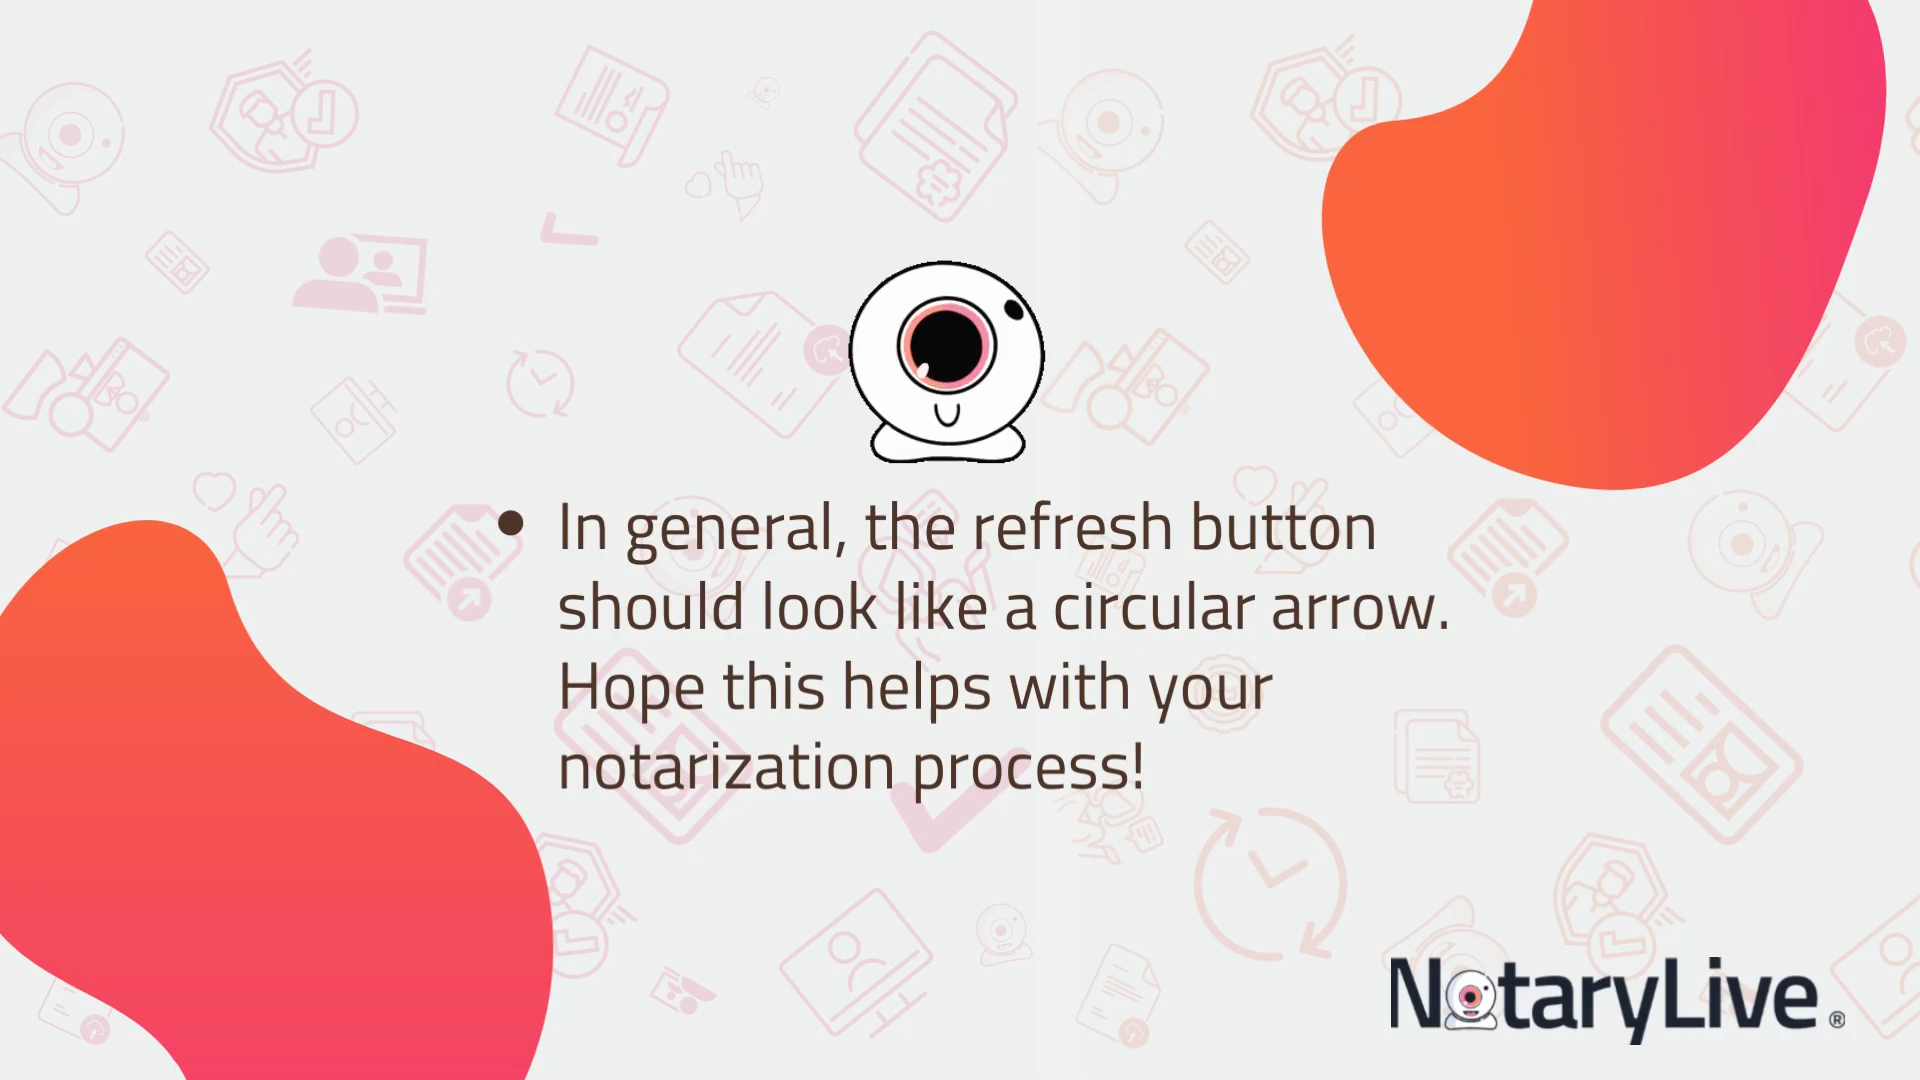 • In general, the refresh button
should look like a circular arrow.
Hope this helps with your
notarization process!
NotaryLive ®